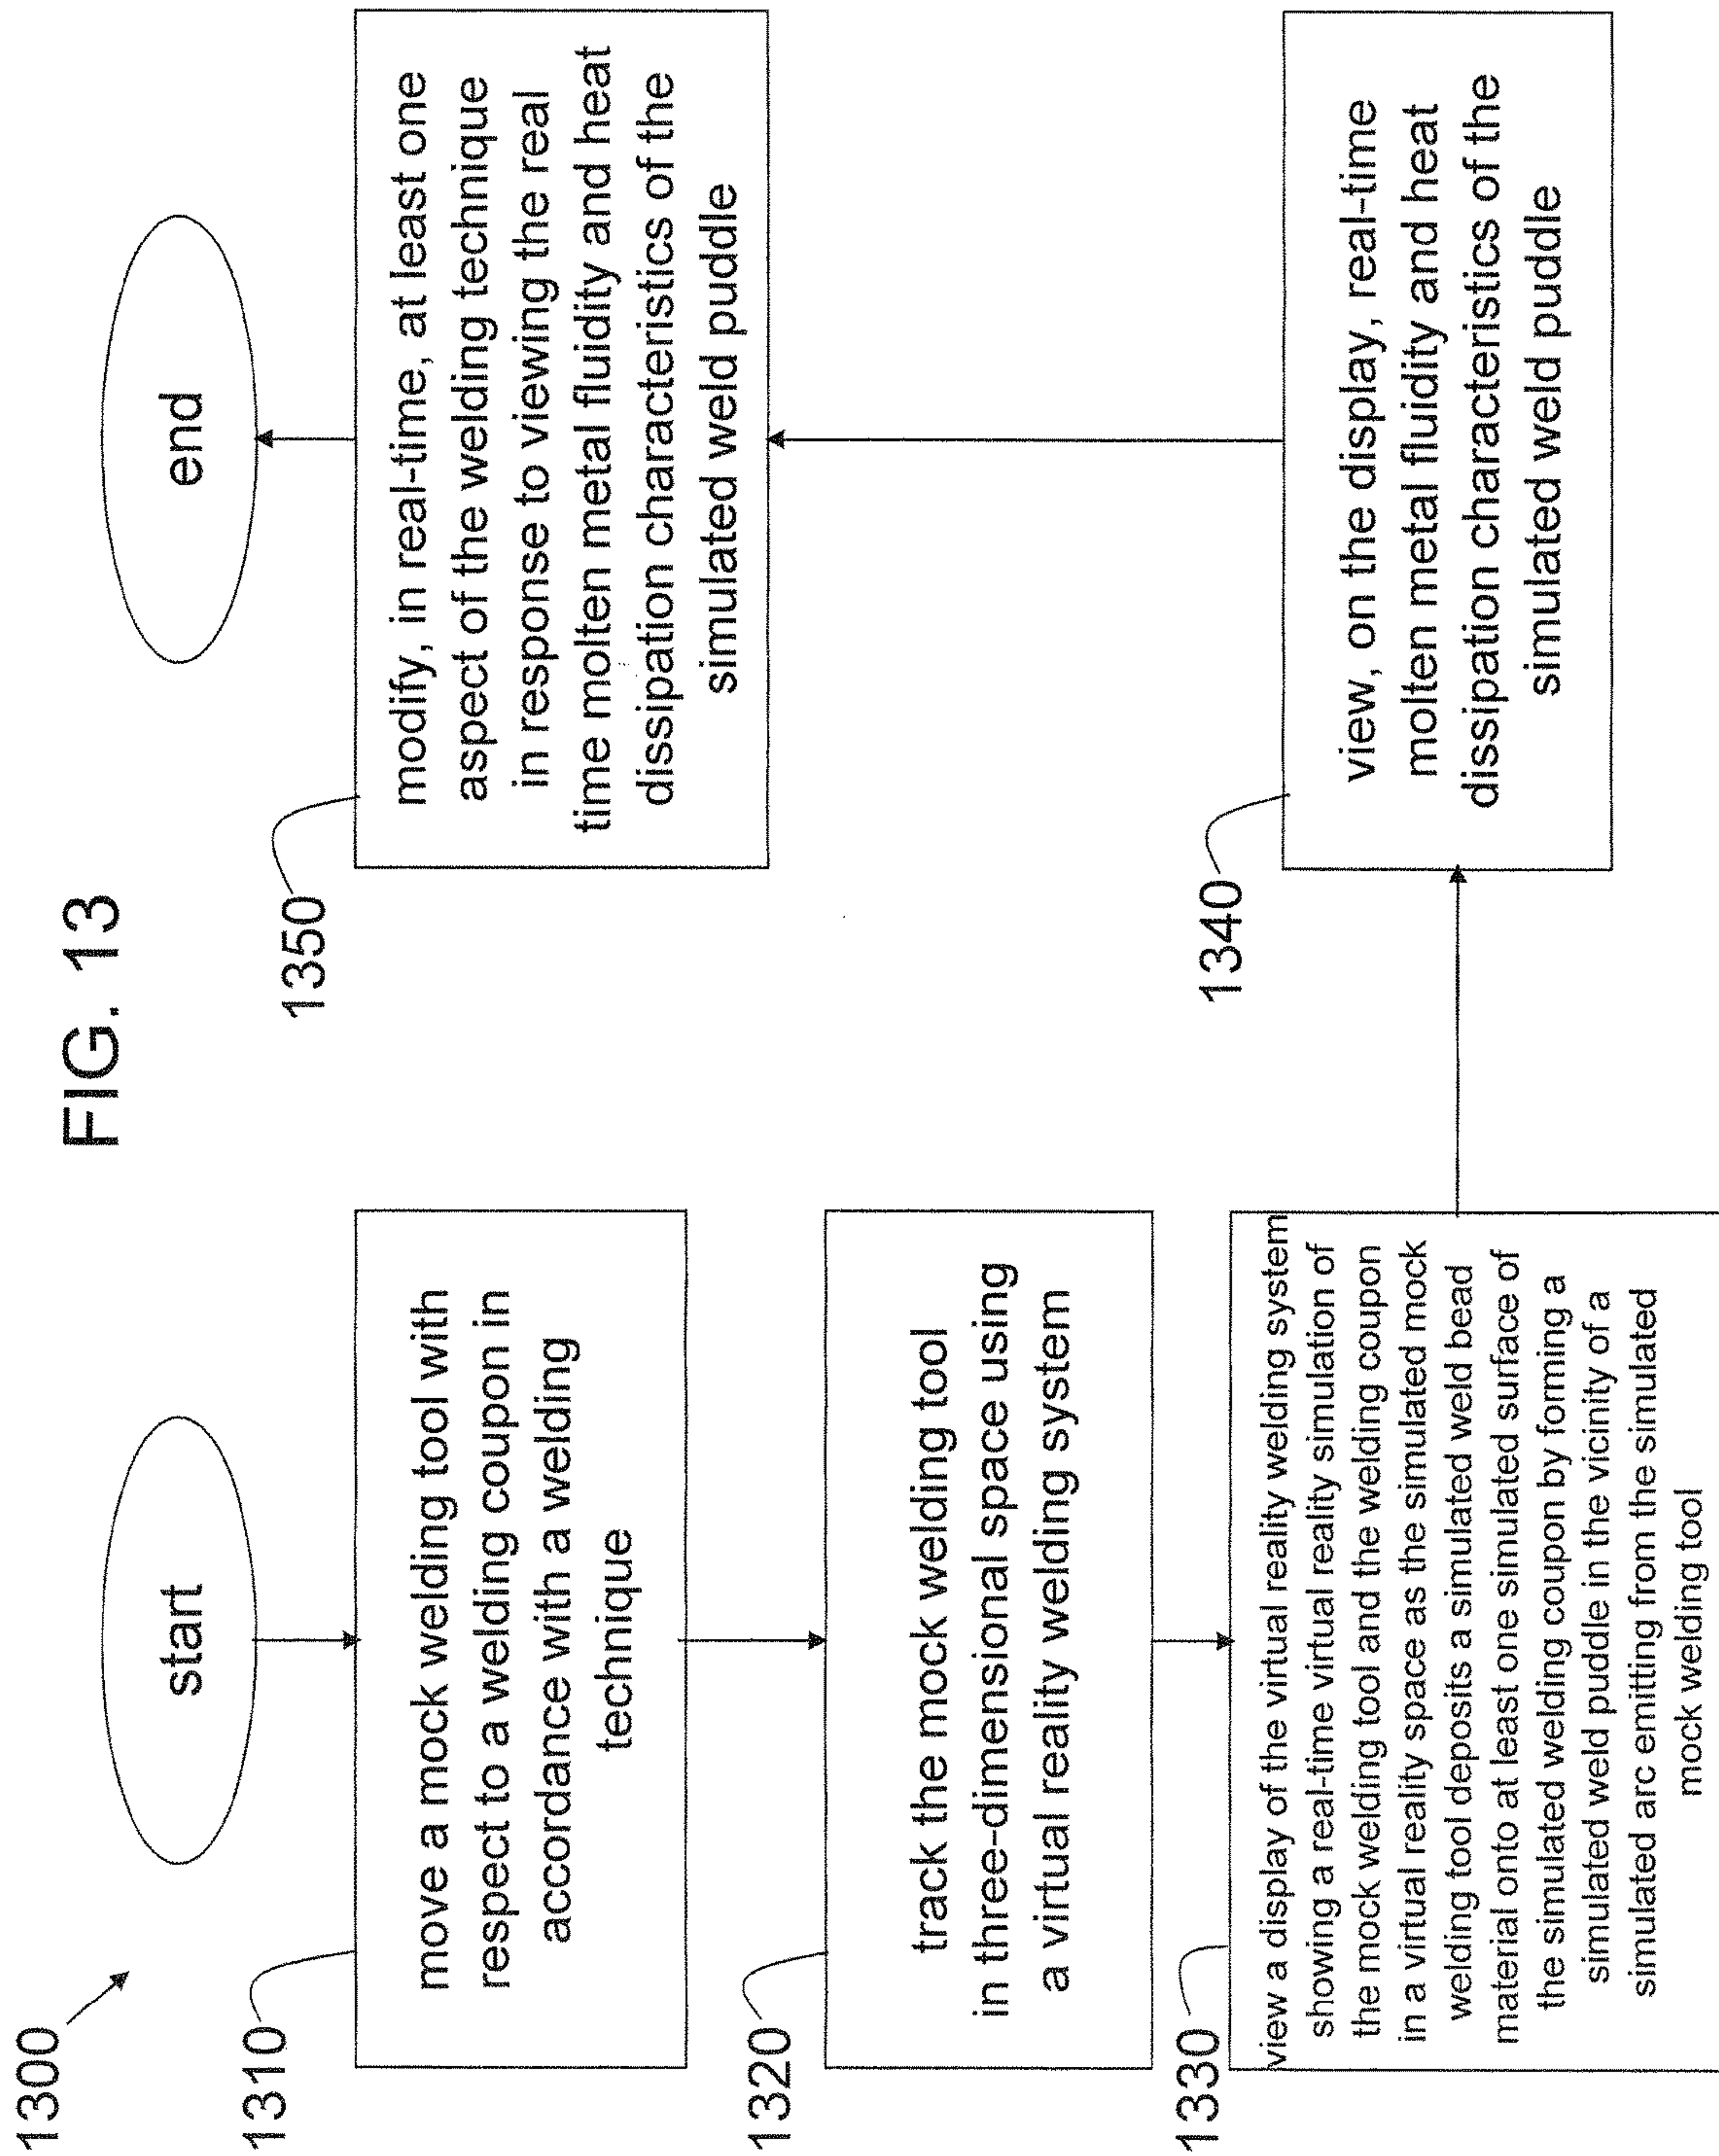 FIG. 13
1300
start
1310
move a mock welding tool with
respect to a welding coupon in
accordance with a welding
technique
1320
track the mock welding tool
in three-dimensional space using
a virtual reality welding system
1330
view a display of the virtual reality welding system
showing a real-time virtual reality simulation of
the mock welding tool and the welding coupon
in a virtual reality space as the simulated mock
welding tool deposits a simulated weld bead
material onto at least one simulated surface of
the simulated welding coupon by forming a
simulated weld puddle in the vicinity of a
simulated arc emitting from the simulated
mock welding tool
1340
view, on the display, real-time
molten metal fluidity and heat
dissipation characteristics of the
simulated weld puddle
1350
modify, in real-time, at least one
aspect of the welding technique
in response to viewing the real
time molten metal fluidity and heat
dissipation characteristics of the
simulated weld puddle
end